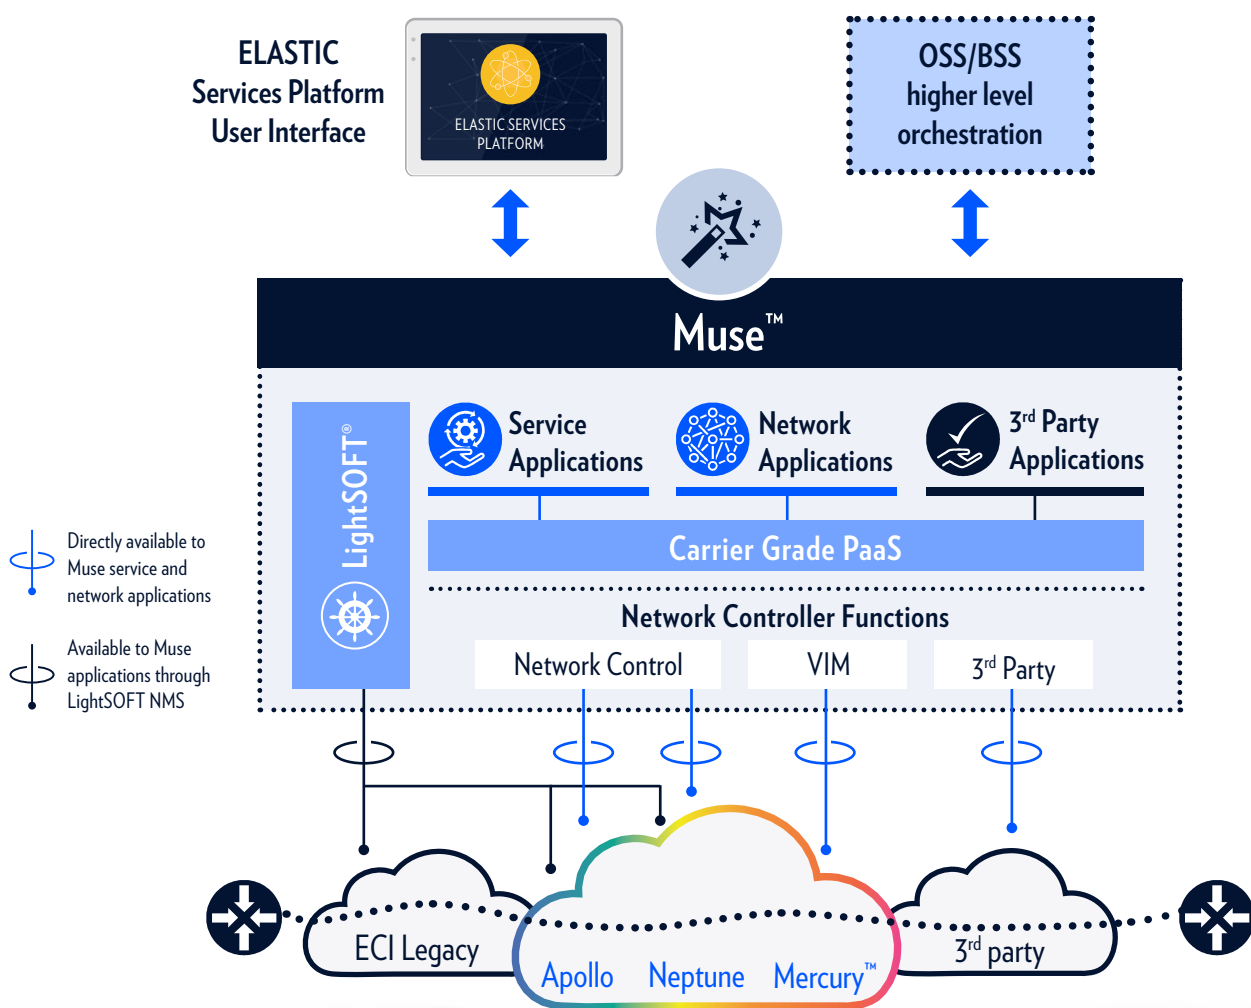 ELASTIC
Services Platform
User Interface
ELASTIC SERVICES
PLATFORM
OSS/BSS
higher level
orchestration
Muse™
LightSOFT®
Service
Applications
Network
Applications
3rd Party
Applications
Carrier Grade PaaS
Network Controller Functions
Network Control
VIM
3rd Party
Directly available to
Muse service and
network applications
Available to Muse
applications through
LightSOFT NMS
ECI Legacy
Apollo
Neptune
Mercury™
3rd party